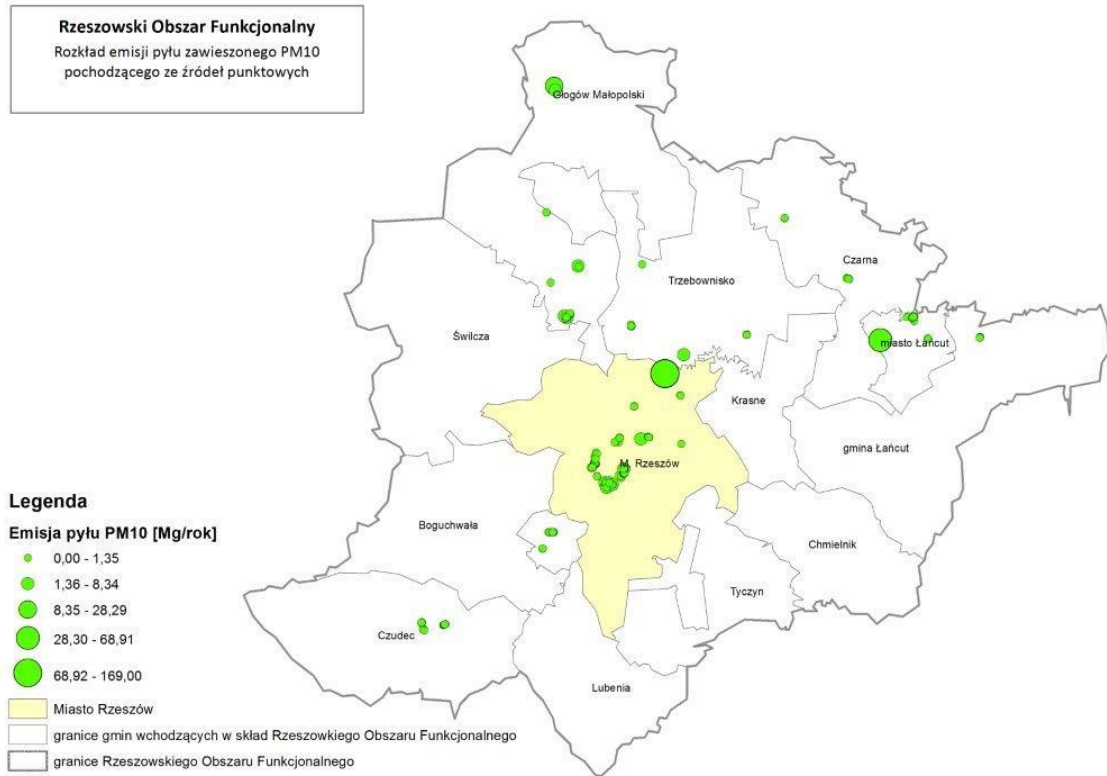 Rzeszowski Obszar Funkcjonalny
Rozkład emisji pyłu zawieszonego PM10
pochodzącego ze źródeł punktowych
Głogów Małopolski
Czarna
Trzebownisko
Świlcza
miasto Łańcut
Krasne
gmina Łańcut
M. Rzeszów
Boguchwała
Chmielnik
Tyczyn
Czudec
Lubenia
Legenda
Emisja pyłu PM10 [Mg/rok]
0,00 - 1,35
1,36 - 8,34
8,35 - 28,29
28,30 - 68,91
68,92 - 169,00
Miasto Rzeszów
granice gmin wchodzących w skład Rzeszowkiego Obszaru Funkcjonalnego
granice Rzeszowskiego Obszaru Funkcjonalnego